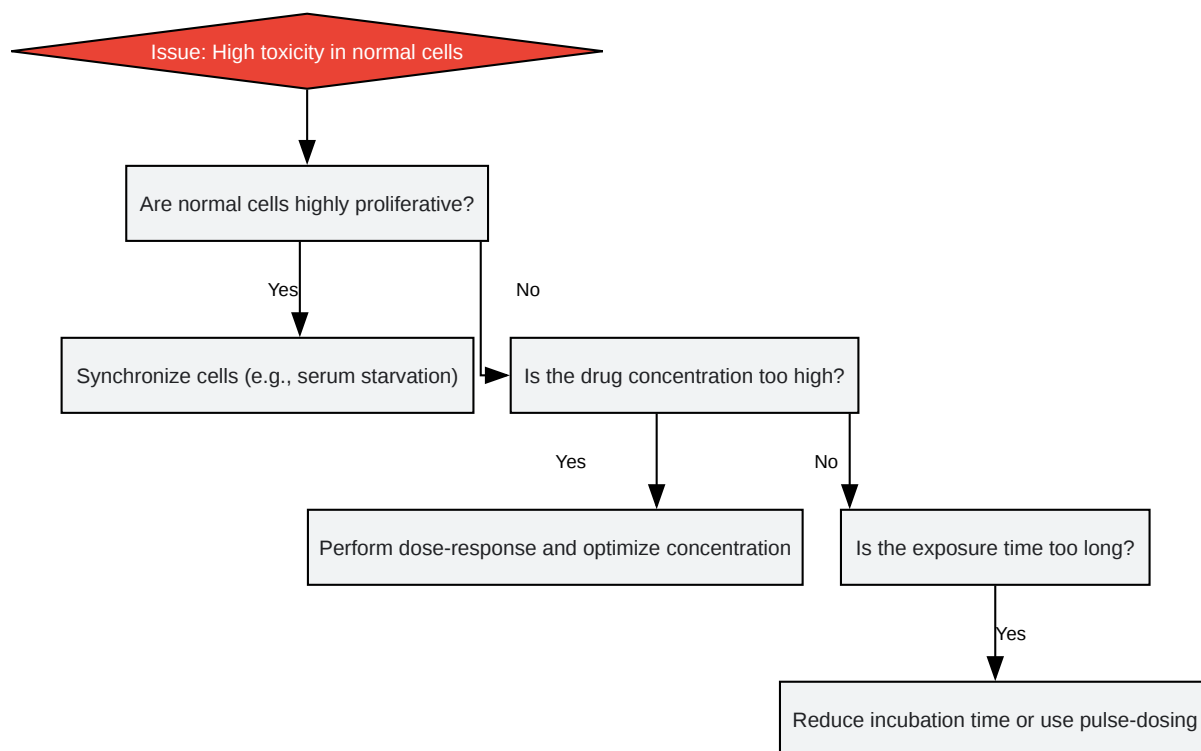 Issue: High toxicity in normal cells
Are normal cells highly proliferative?
Yes
No
Synchronize cells (e.g., serum starvation)
Is the drug concentration too high?
Yes
No
Perform dose-response and optimize concentration
Is the exposure time too long?
Yes
Reduce incubation time or use pulse-dosing